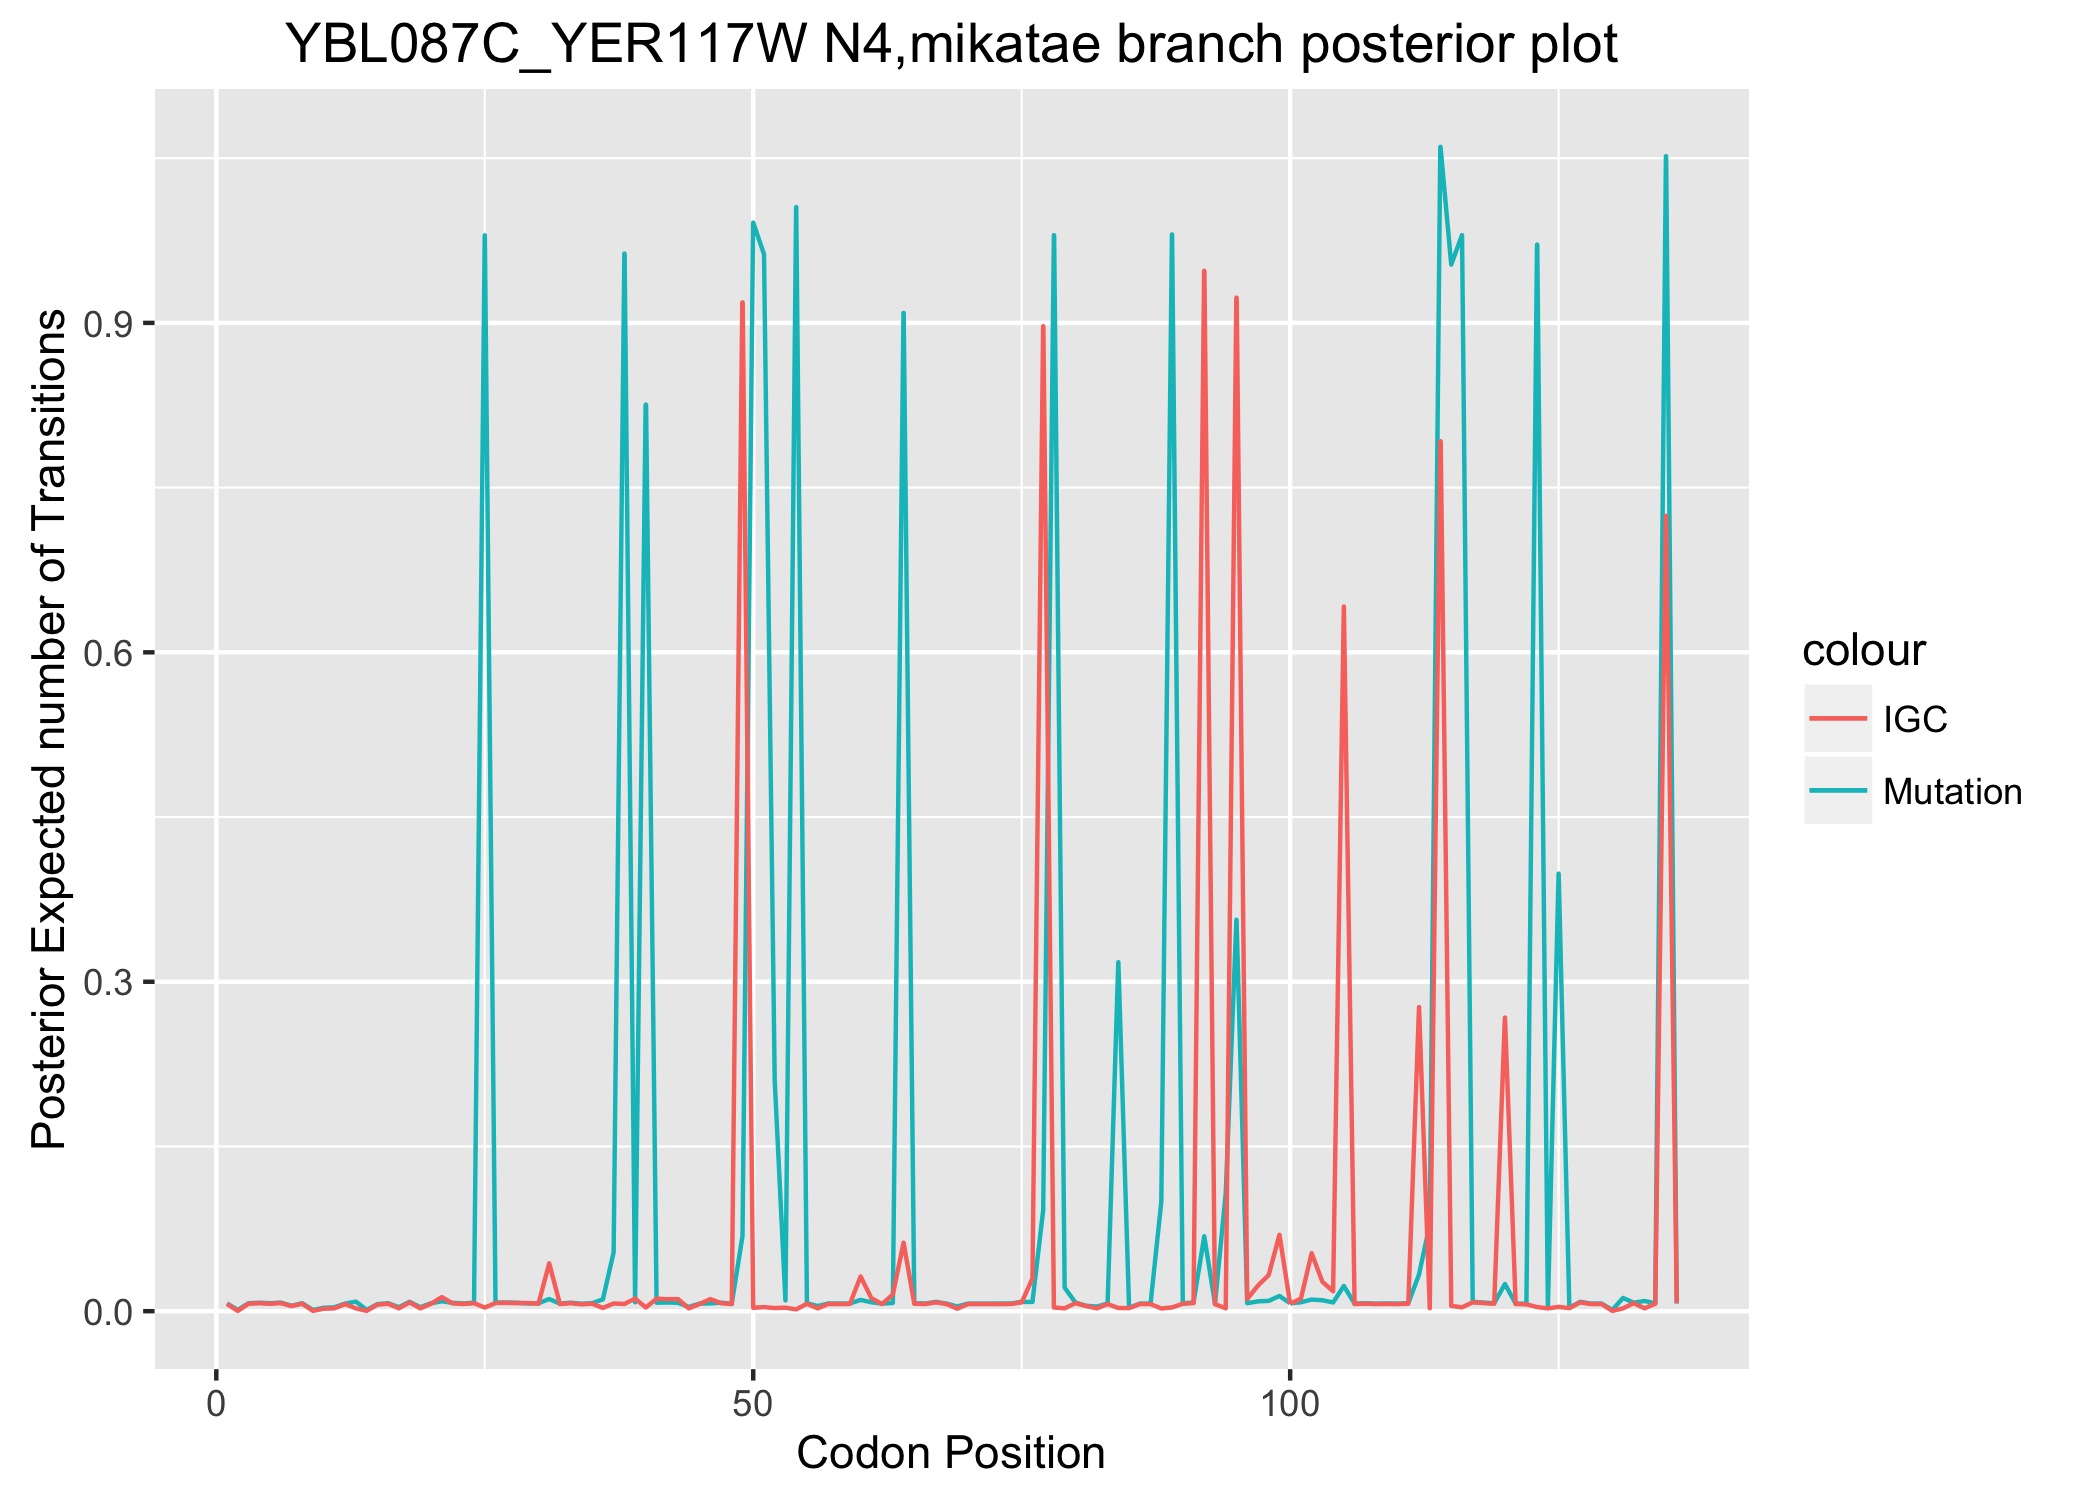 YBL087C_YER117W N4,mikatae branch posterior plot
Posterior Expected number of Transitions
0.9
0.6
0.3
0.0
0
50
100
Codon Position
colour
IGC
Mutation